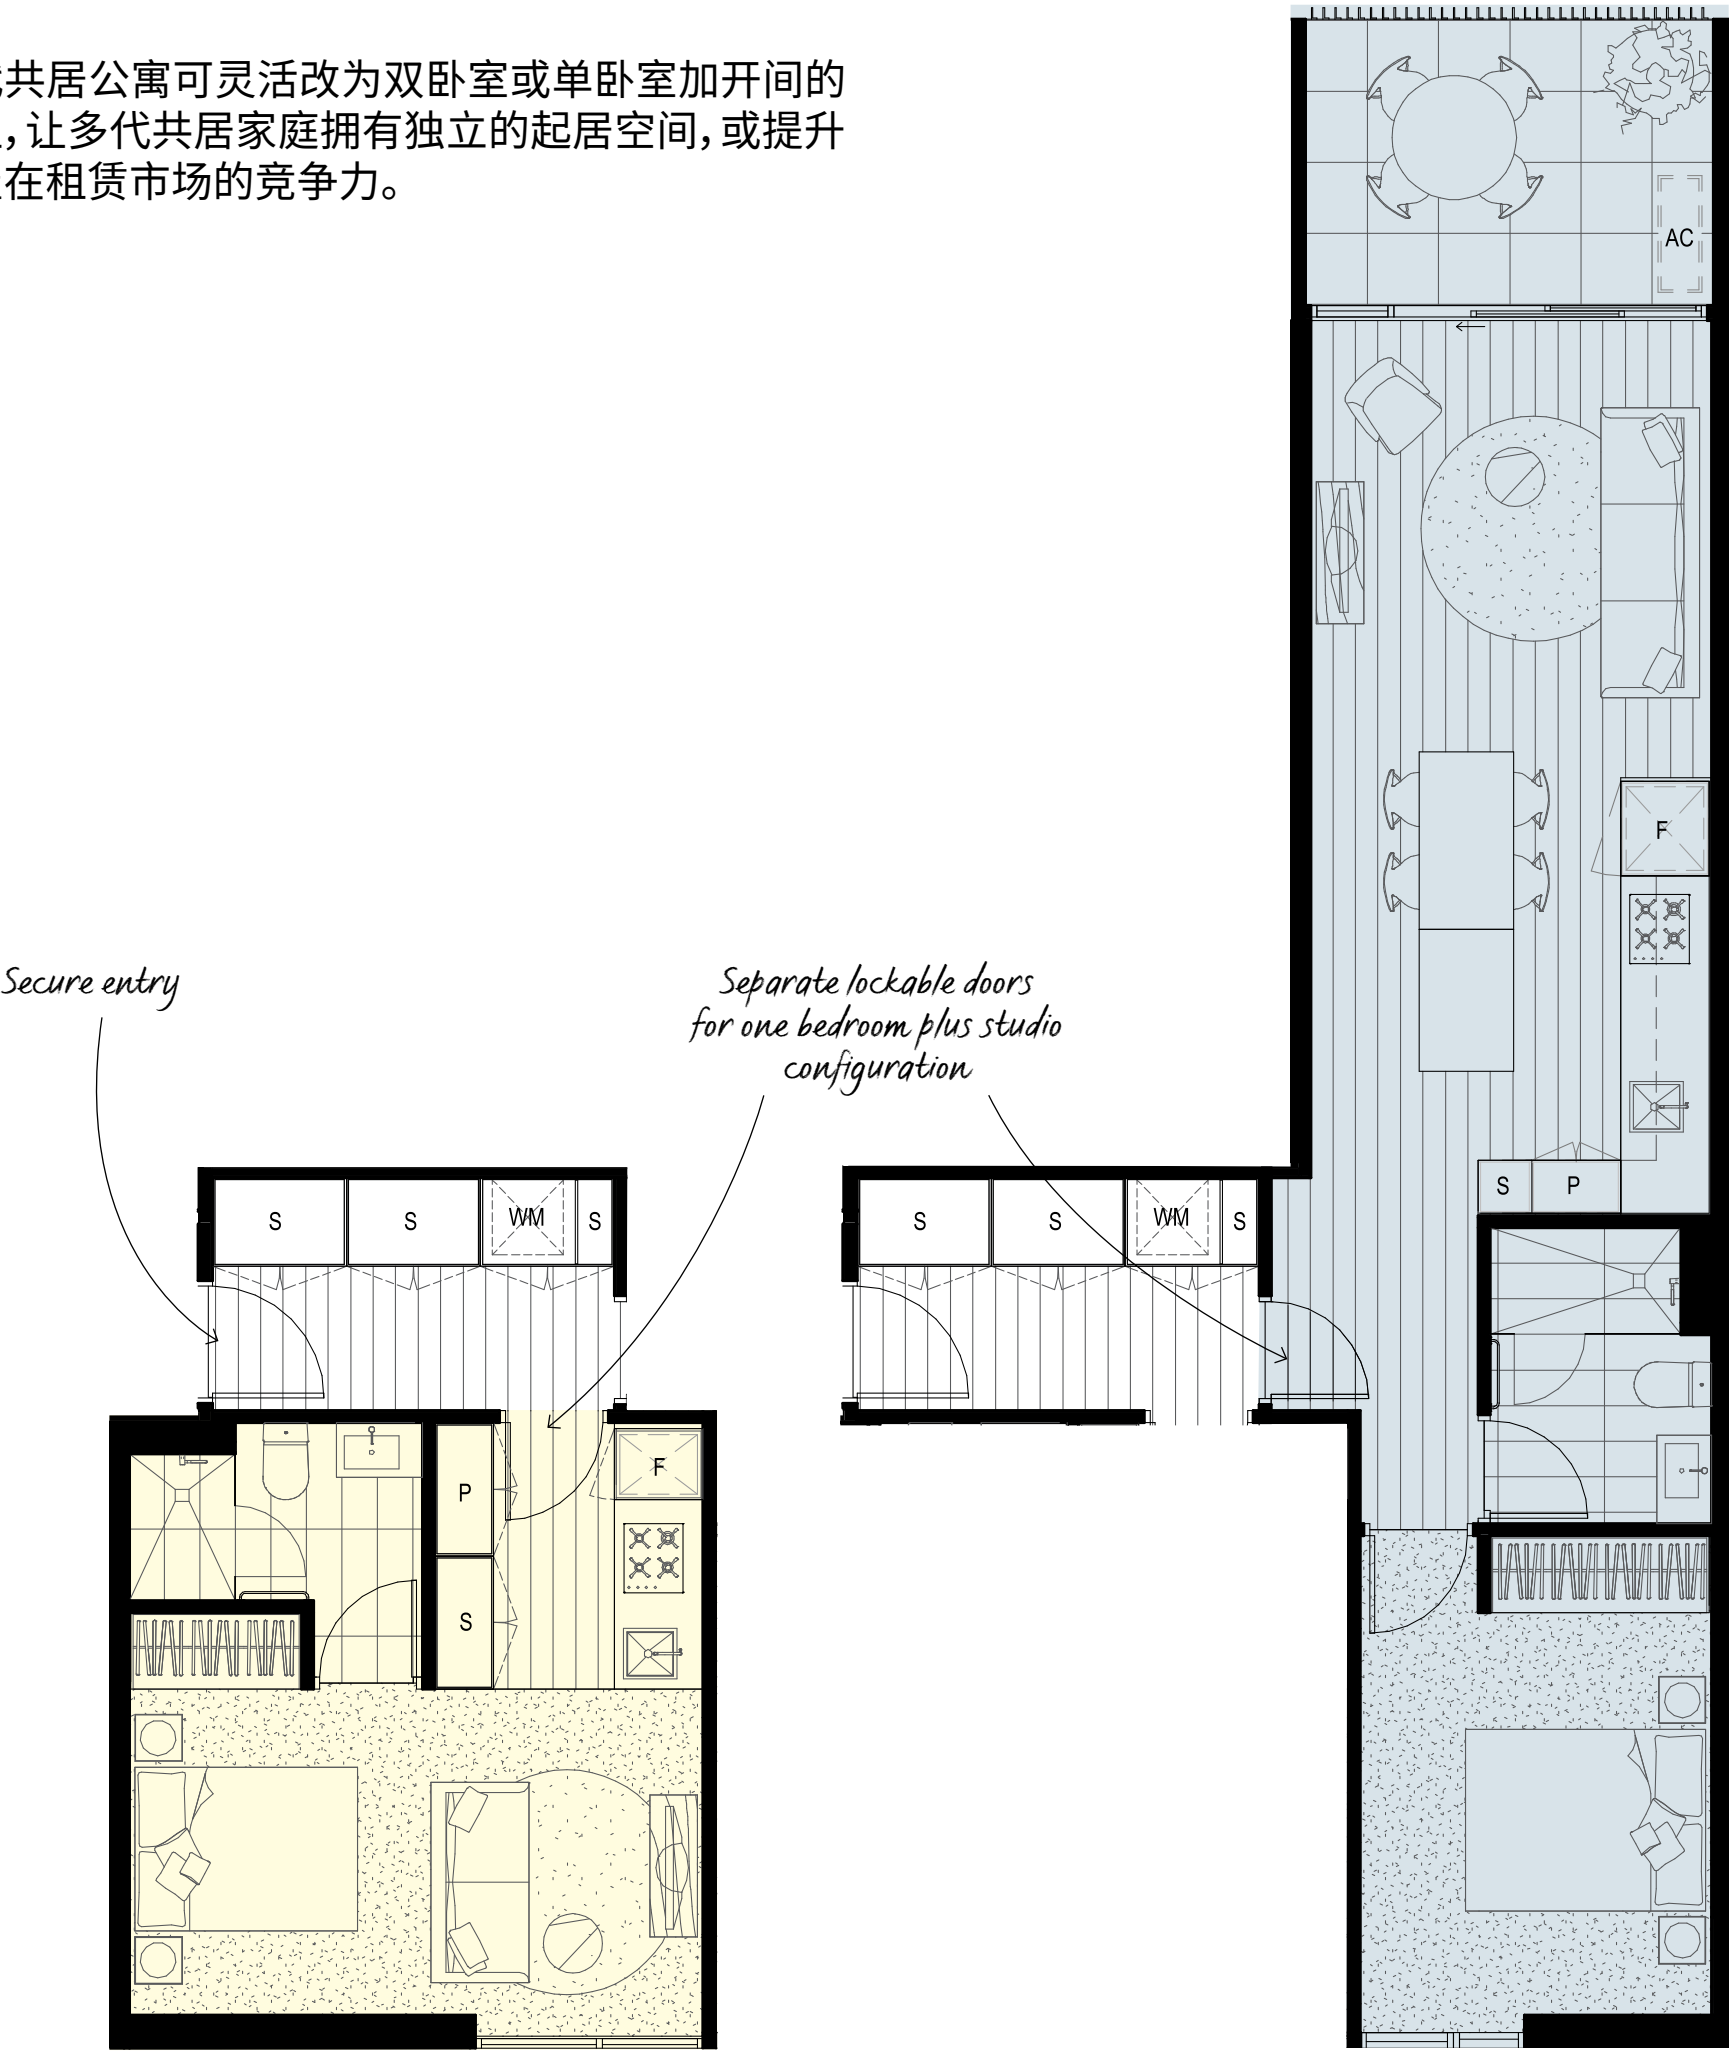 共居公寓可灵活改为双卧室或单卧室加开间的
，让多代共居家庭拥有独立的起居空间，或提升
在租赁市场的竞争力。
AC
F
Secure entry
Separate lockable doors
for one bedroom plus studio
configuration
S S WM S
S S WM S
S P
P
F
S